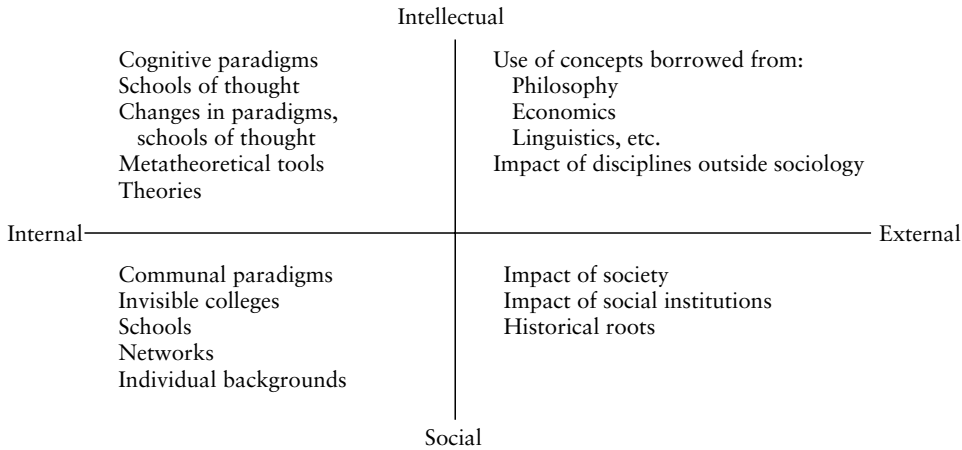 Intellectual
Cognitive paradigms
Schools of thought
Changes in paradigms,
schools of thought
Metatheoretical tools
Theories
Use of concepts borrowed from:
Philosophy
Economics
Linguistics, etc.
Impact of disciplines outside sociology
Internal
External
Communal paradigms
Invisible colleges
Schools
Networks
Individual backgrounds
Impact of society
Impact of social institutions
Historical roots
Social